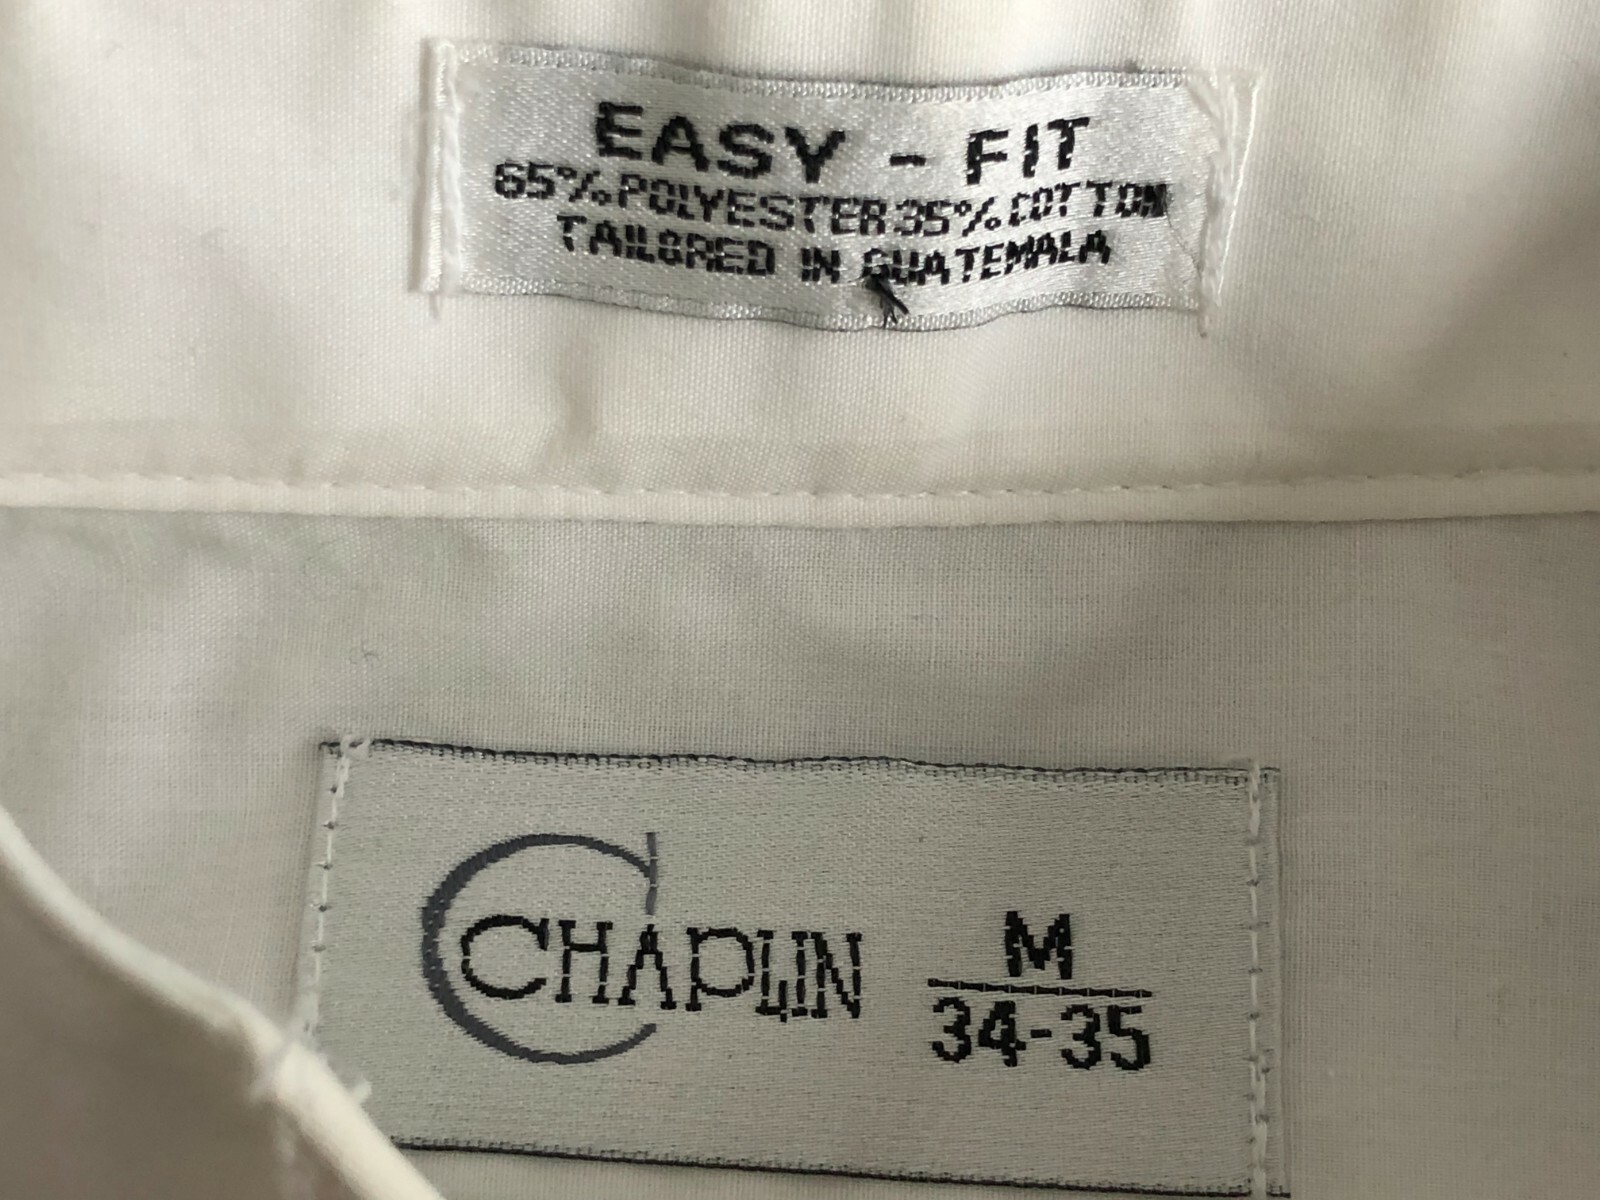 EASY - FIT
65% POLYESTER 35% COTTON
TAILORED IN GUATEMALA
CHAPLIN
M
34-35